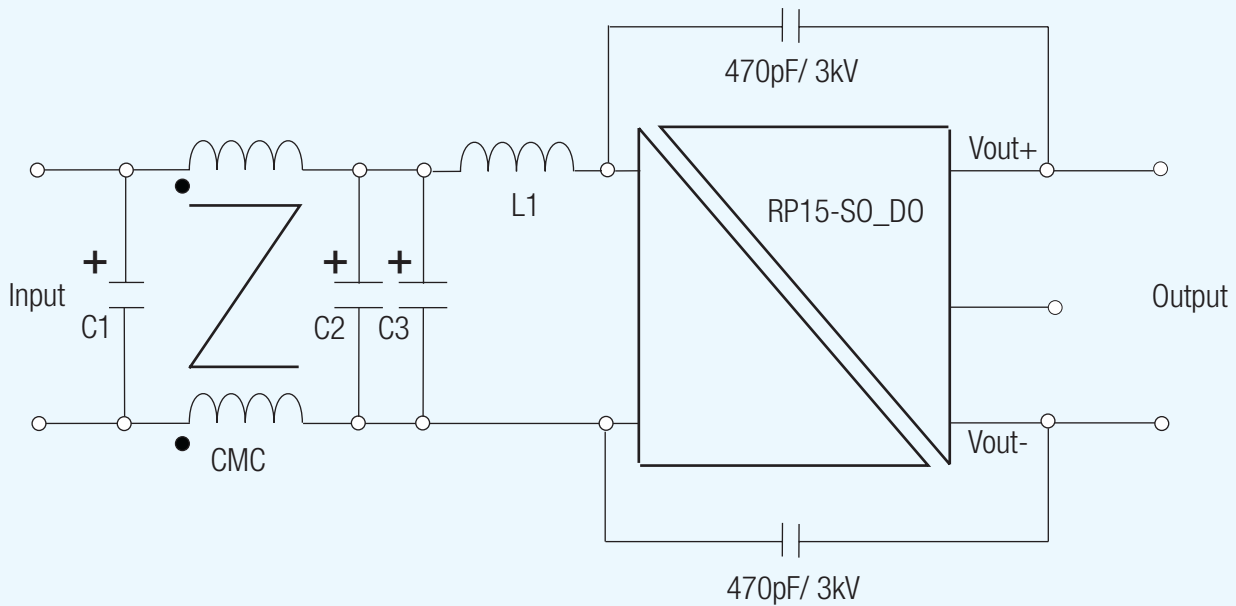 470pF/ 3kV
Vout+
L1
RP15-SO_DO
+
+
+
Input
C1
C2
C3
Output
Vout-
CMC
470pF/ 3kV